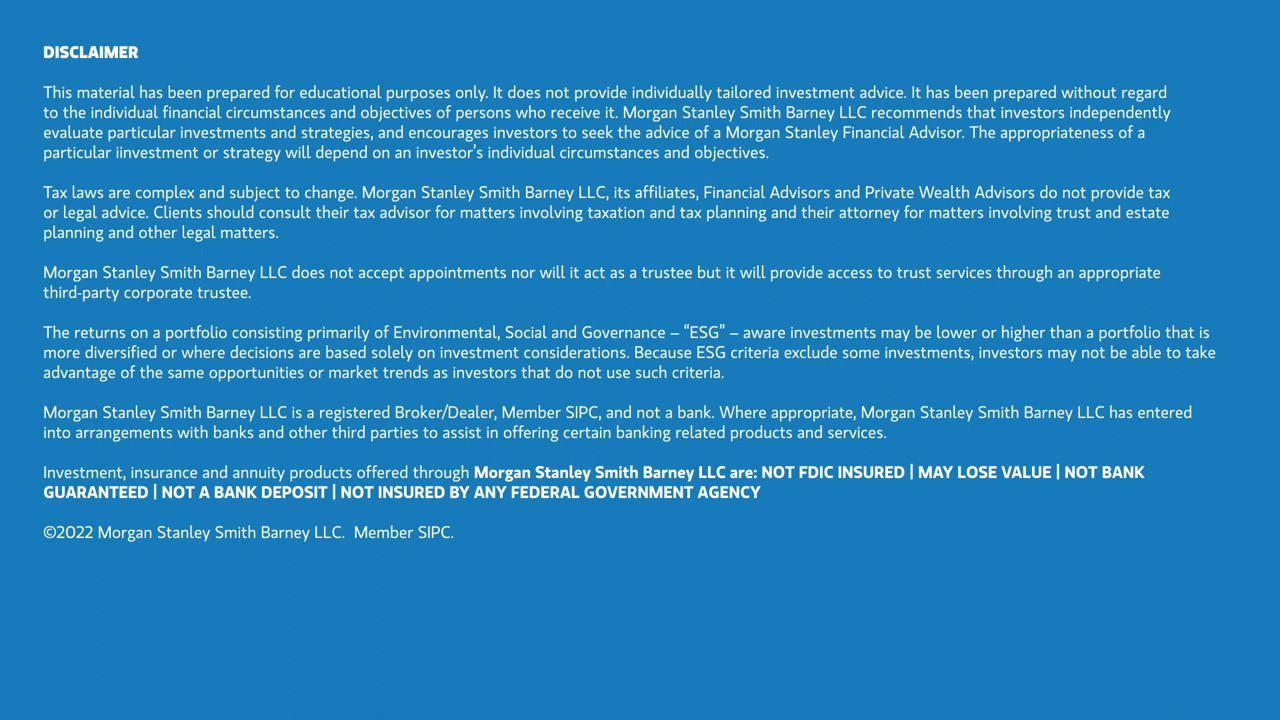 DISCLAIMER
This material has been prepared for educational purposes only. It does not provide individually tailored investment advice. It has been prepared without regard
to the individual financial circumstances and objectives of persons who receive it. Morgan Stanley Smith Barney LLC recommends that investors independently
evaluate particular investments and strategies, and encourages investors to seek the advice of a Morgan Stanley Financial Advisor. The appropriateness of a
particular iinvestment or strategy will depend on an investor’s individual circumstances and objectives.
Tax laws are complex and subject to change. Morgan Stanley Smith Barney LLC, its affiliates, Financial Advisors and Private Wealth Advisors do not provide tax
or legal advice. Clients should consult their tax advisor for matters involving taxation and tax planning and their attorney for matters involving trust and estate
planning and other legal matters.
Morgan Stanley Smith Barney LLC does not accept appointments nor will it act as a trustee but it will provide access to trust services through an appropriate
third-party corporate trustee.
The returns on a portfolio consisting primarily of Environmental, Social and Governance – “ESG” – aware investments may be lower or higher than a portfolio that is
more diversified or where decisions are based solely on investment considerations. Because ESG criteria exclude some investments, investors may not be able to take
advantage of the same opportunities or market trends as investors that do not use such criteria.
Morgan Stanley Smith Barney LLC is a registered Broker/Dealer, Member SIPC, and not a bank. Where appropriate, Morgan Stanley Smith Barney LLC has entered
into arrangements with banks and other third parties to assist in offering certain banking related products and services.
Investment, insurance and annuity products offered through Morgan Stanley Smith Barney LLC are: NOT FDIC INSURED | MAY LOSE VALUE | NOT BANK
GUARANTEED | NOT A BANK DEPOSIT | NOT INSURED BY ANY FEDERAL GOVERNMENT AGENCY
©2022 Morgan Stanley Smith Barney LLC.  Member SIPC.